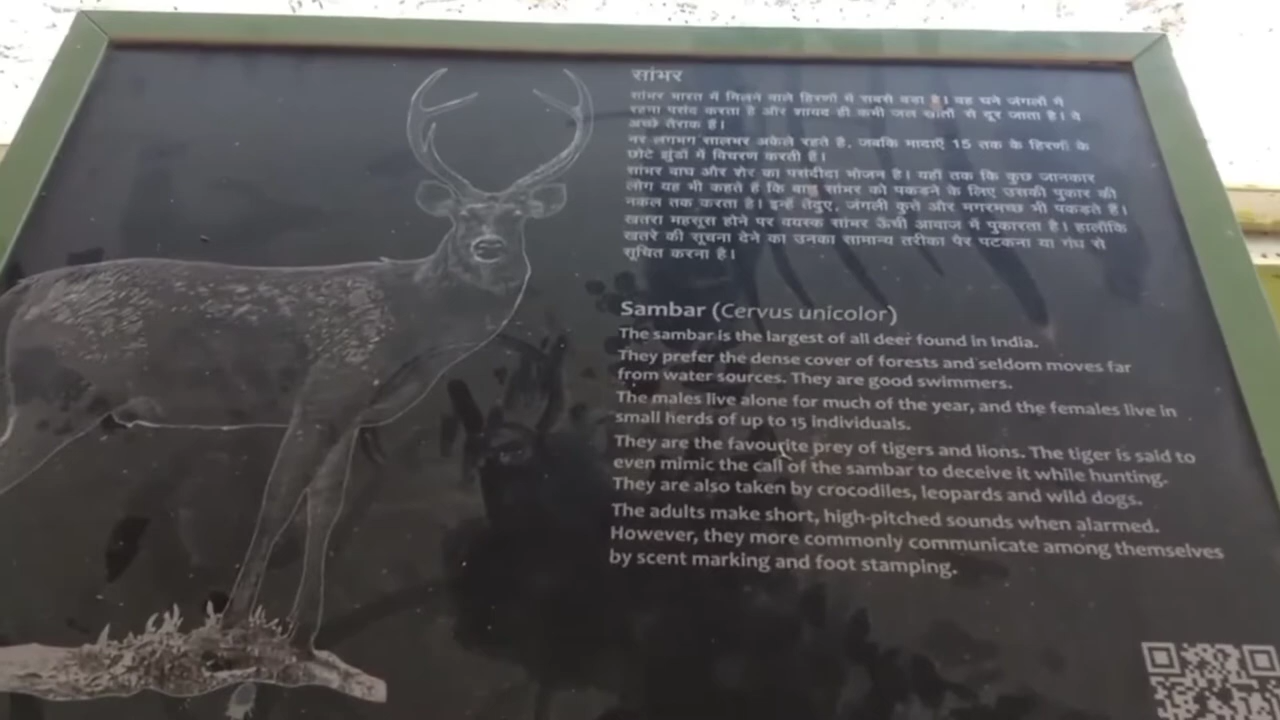 सांभर
सांभर भारत में मिलने वाले हिरणों में सबसे बड़ा है। वह घने जंगलों में
रहना पसंद करता है और शायद ही कभी जल स्रोतों से दूर जाता है। वे
अच्छे तैराक हैं।
नर लगभग सालभर अकेले रहते है, जबकि मादाएँ 15 तक के हिरणों के
छोटे झुंडों में विचरण करती हैं।
सांभर बाघ और शेर का पसंदीदा भोजन है। यहाँ तक कि कुछ जानकार
लोग यह भी कहते हैं कि बाघ सांभर को पकड़ने के लिए उसकी पुकार की
नकल तक करता है। इन्हें तेंदुए, जंगली कुत्ते और मगरमच्छ भी पकड़ते हैं।
खतरा महसूस होने पर वयस्क सांभर ऊँची आवाज में पुकारता है। हालाँकि
खतरे की सूचना देने का उनका सामान्य तरीका पैर पटकना या गंध से
सूचित करना है।
Sambar (Cervus unicolor)
The sambar is the largest of all deer found in India.
They prefer the dense cover of forests and seldom moves far
from water sources. They are good swimmers.
The males live alone for much of the year, and the females live in
small herds of up to 15 individuals.
They are the favourite prey of tigers and lions. The tiger is said to
even mimic the call of the sambar to deceive it while hunting.
They are also taken by crocodiles, leopards and wild dogs.
The adults make short, high-pitched sounds when alarmed.
However, they more commonly communicate among themselves
by scent marking and foot stamping.